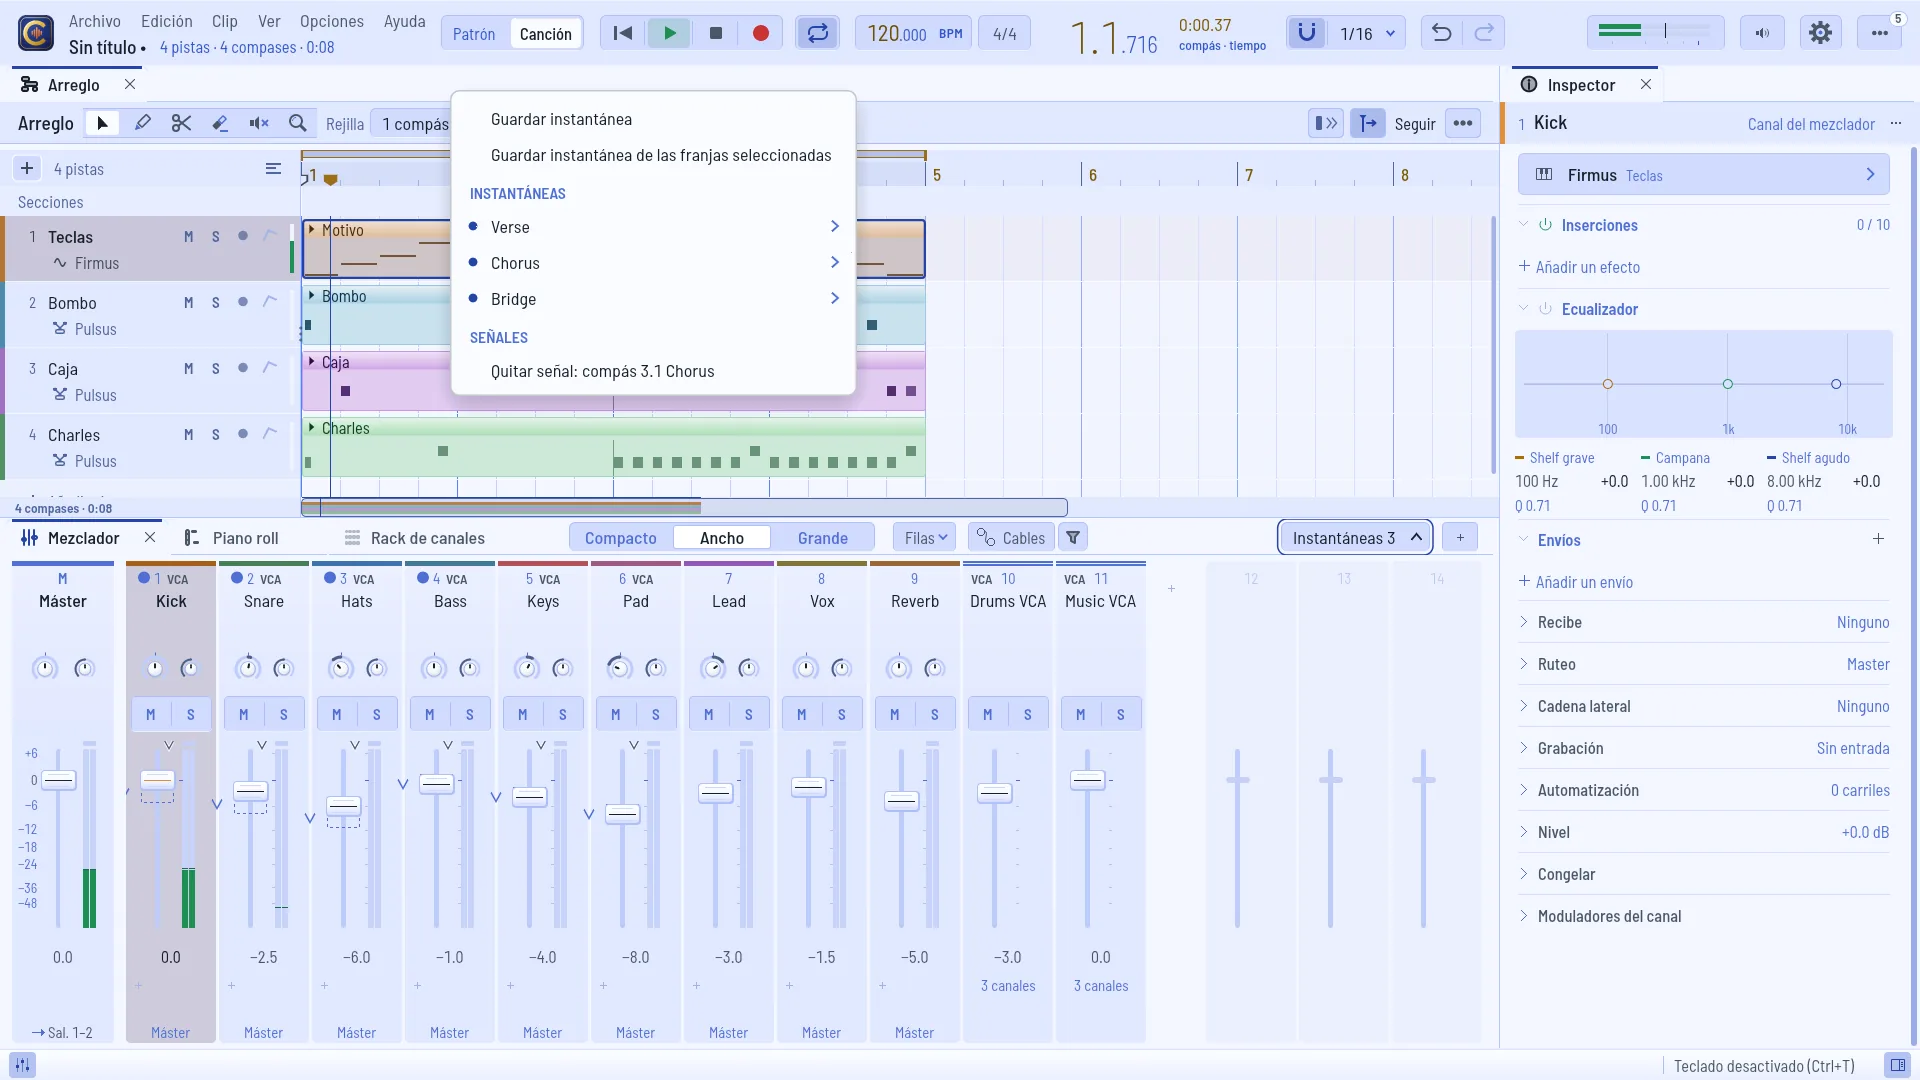 Archivo Edición Clip Ver Opciones Ayuda
Sin título • 4 pistas · 4 compases · 0:08
Patrón Canción
120.000 BPM 4/4
1.1.716
0:00.37
compás · tiempo
1/16
5
Arreglo
Inspector
Arreglo Rejilla 1 compás
Seguir
1 Kick Canal del mezclador
4 pistas
Secciones
1 5 6 7 8
1 Teclas M S
Firmus
2 Bombo M S
Pulsus
3 Caja M S
Pulsus
4 Charles M S
Pulsus
Motivo
Bombo
Caja
Charles
4 compases · 0:08
Guardar instantánea
Guardar instantánea de las franjas seleccionadas
INSTANTÁNEAS
Verse
Chorus
Bridge
SEÑALES
Quitar señal: compás 3.1 Chorus
Mezclador Piano roll Rack de canales
Compacto Ancho Grande
Filas Cables
Instantáneas 3 +
M 1 VCA 2 VCA 3 VCA 4 VCA 5 VCA 6 VCA 7 8 9 VCA 10 VCA 11 + 12 13 14
Máster Kick Snare Hats Bass Keys Pad Lead Vox Reverb Drums VCA Music VCA
M S M S M S M S M S M S M S M S M S M S M S
+6
0
−6
−12
−18
−24
−36
−48
0.0 0.0 −2.5 −6.0 −1.0 −4.0 −8.0 −3.0 −1.5 −5.0 −3.0 0.0
+ + + + + + + + + 3 canales 3 canales
Sal. 1-2 Máster Máster Máster Máster Máster Máster Máster Máster Máster
Firmus Teclas
Inserciones 0 / 10
+ Añadir un efecto
Ecualizador
100 1k 10k
Shelf grave Campana Shelf agudo
100 Hz +0.0 1.00 kHz +0.0 8.00 kHz +0.0
Q 0.71 Q 0.71 Q 0.71
Envíos +
+ Añadir un envío
Recibe Ninguno
Ruteo Master
Cadena lateral Ninguno
Grabación Sin entrada
Automatización 0 carriles
Nivel +0.0 dB
Congelar
Moduladores del canal
Teclado desactivado (Ctrl+T)